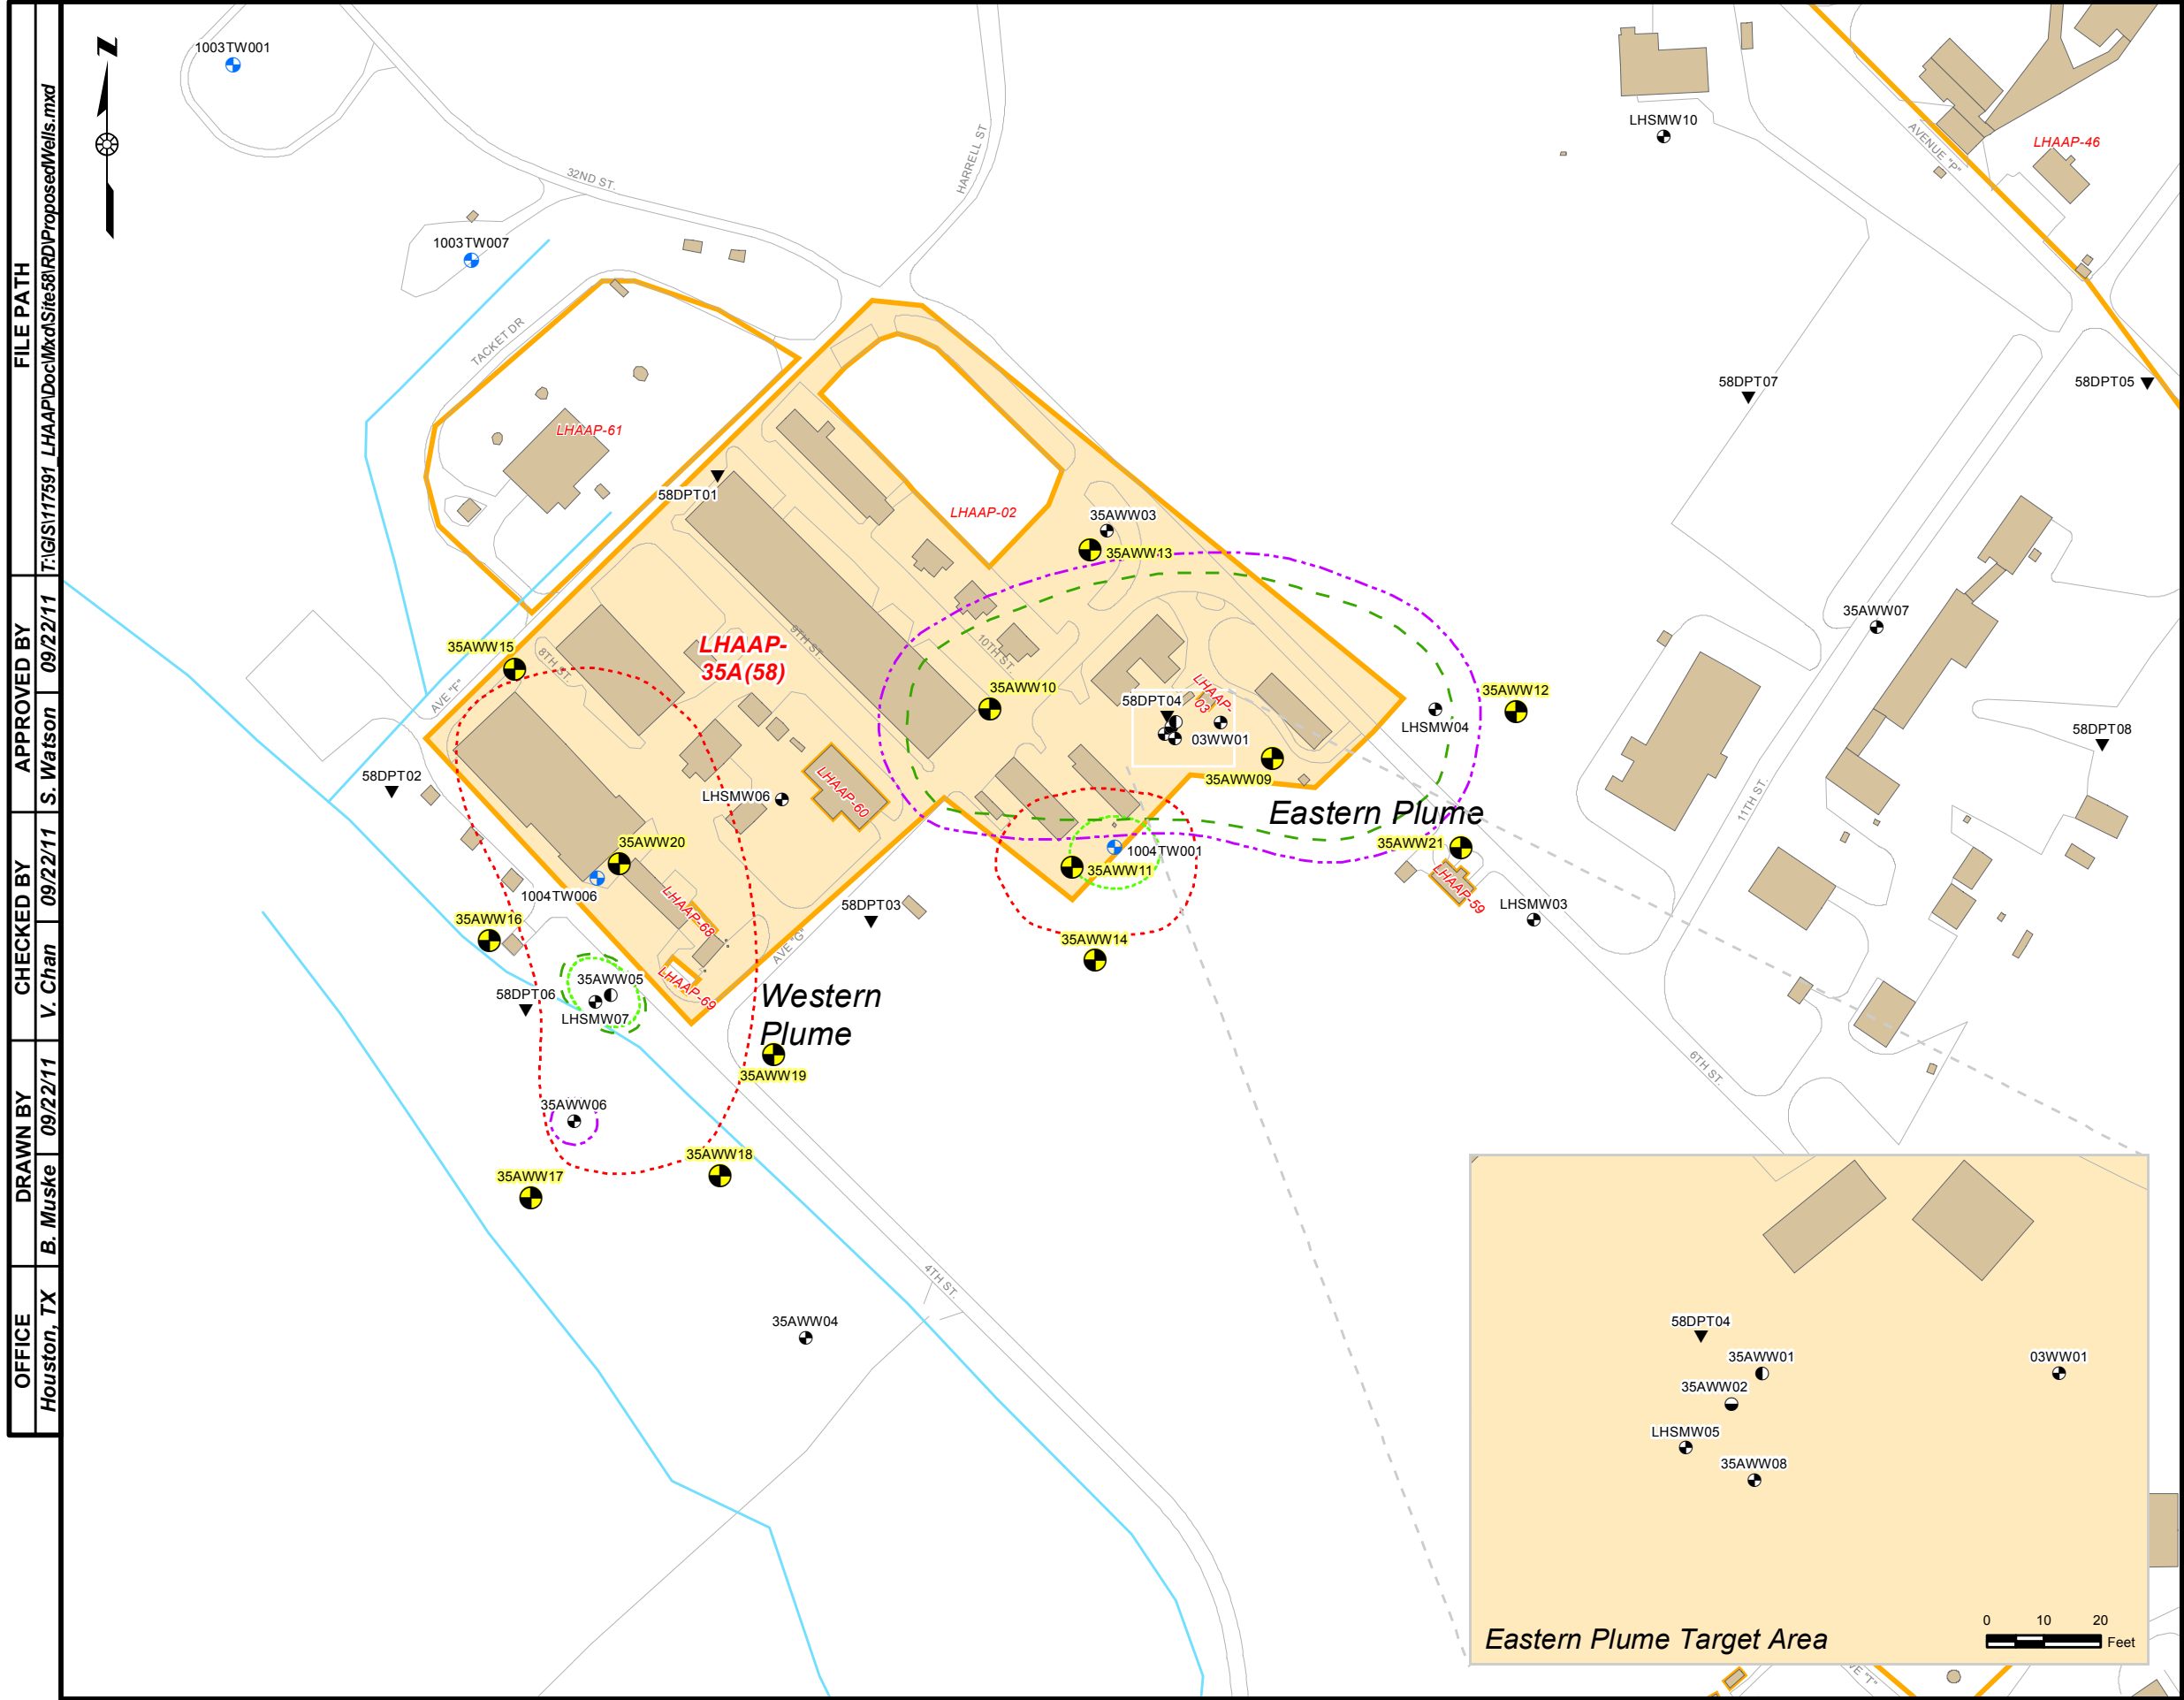 FILE PATH
T:\GIS\117591_LHAAP\Doc\Mxd\Site58\RD\ProposedWells.mxd
APPROVED BY
S. Watson 09/22/11
CHECKED BY
V. Chan 09/22/11
DRAWN BY
B. Muske 09/22/11
OFFICE
Houston, TX
N
1003TW001
1003TW007
32ND ST.
HARRELL ST
LHSMW10
AVENUE "P"
LHAAP-46
TACKET DR
LHAAP-61
58DPT07
58DPT05
58DPT01
LHAAP-02
35AWW03
35AWW13
35AWW07
35AWW15
8TH ST.
LHAAP-
35A(58)
9TH ST.
10TH ST.
AVE "F"
35AWW10
58DPT04
LHAAP-
03
03WW01
LHSMW04
35AWW12
58DPT08
58DPT02
LHSMW06
LHAAP-60
35AWW09
Eastern Plume
11TH ST.
35AWW20
1004TW006
1004TW001
35AWW11
35AWW21
LHAAP-59
LHSMW03
35AWW16
LHAAP-68
58DPT03
AVE "G"
35AWW14
35AWW05
LHAAP-69
58DPT06
LHSMW07
Western
Plume
35AWW19
6TH ST.
35AWW06
35AWW18
35AWW17
4TH ST.
35AWW04
58DPT04
35AWW01
03WW01
35AWW02
LHSMW05
35AWW08
0 10 20
Feet
Eastern Plume Target Area